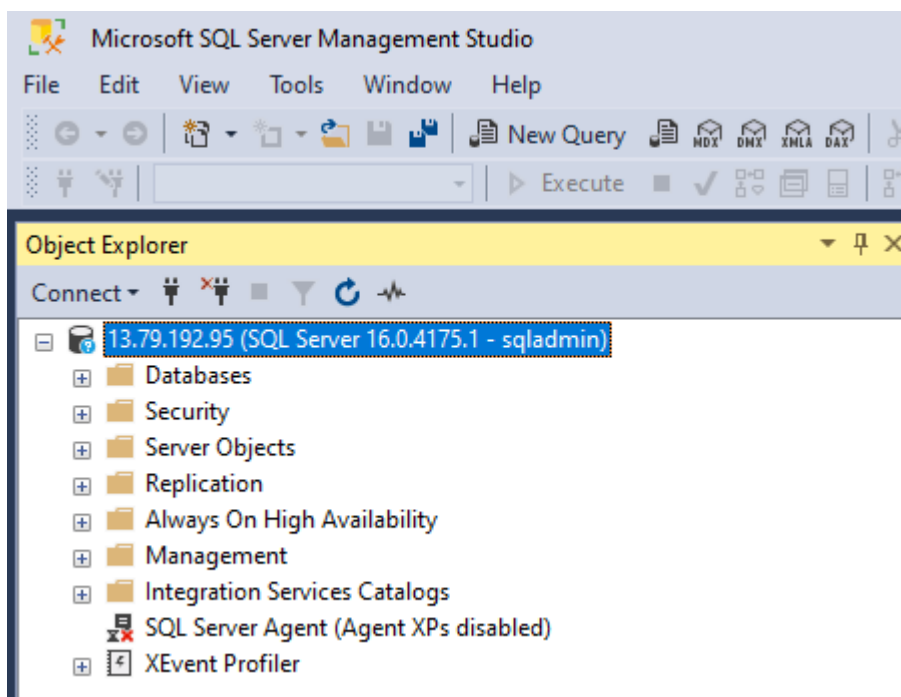 Microsoft SQL Server Management Studio
File Edit View Tools Window Help
New Query MDX DMX XMLA DAX
Execute
Object Explorer
Connect
13.79.192.95 (SQL Server 16.0.4175.1 - sqladmin)
Databases
Security
Server Objects
Replication
Always On High Availability
Management
Integration Services Catalogs
SQL Server Agent (Agent XPs disabled)
XEvent Profiler